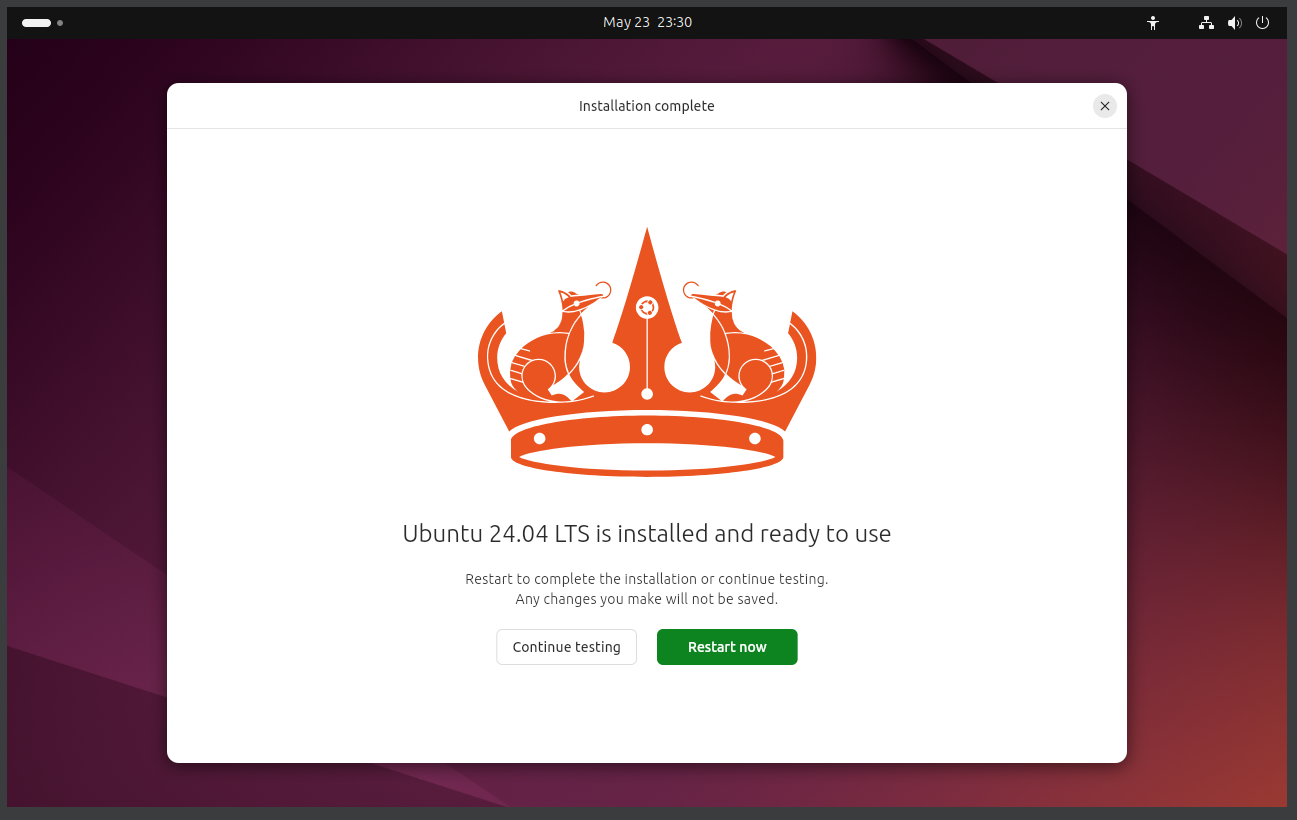 May 23 23:30
Installation complete
Ubuntu 24.04 LTS is installed and ready to use
Restart to complete the installation or continue testing.
Any changes you make will not be saved.
Continue testing
Restart now